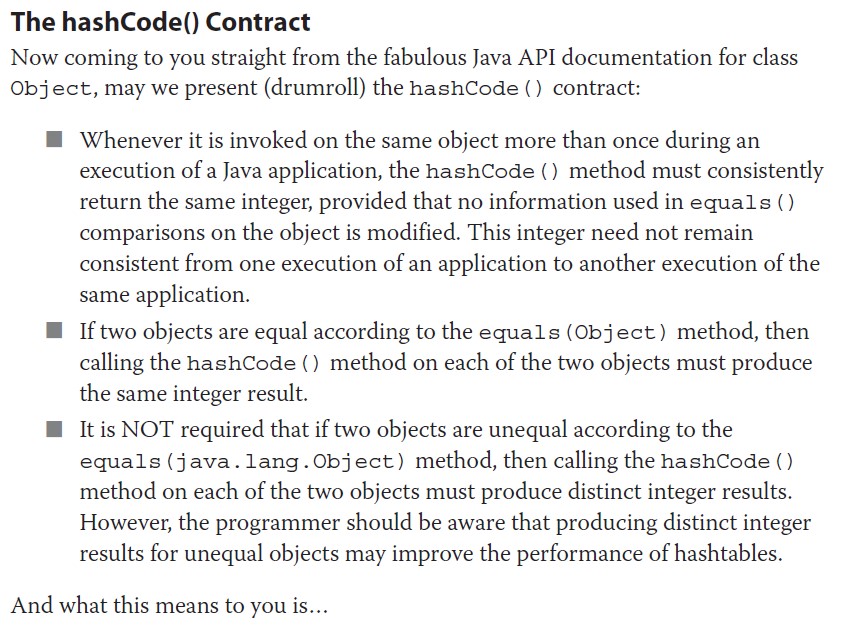 The hashCode() Contract
Now coming to you straight from the fabulous Java API documentation for class
Object, may we present (drumroll) the hashCode() contract:
■ Whenever it is invoked on the same object more than once during an
execution of a Java application, the hashCode() method must consistently
return the same integer, provided that no information used in equals()
comparisons on the object is modified. This integer need not remain
consistent from one execution of an application to another execution of the
same application.
■ If two objects are equal according to the equals(Object) method, then
calling the hashCode() method on each of the two objects must produce
the same integer result.
■ It is NOT required that if two objects are unequal according to the
equals(java.lang.Object) method, then calling the hashCode()
method on each of the two objects must produce distinct integer results.
However, the programmer should be aware that producing distinct integer
results for unequal objects may improve the performance of hashtables.
And what this means to you is…